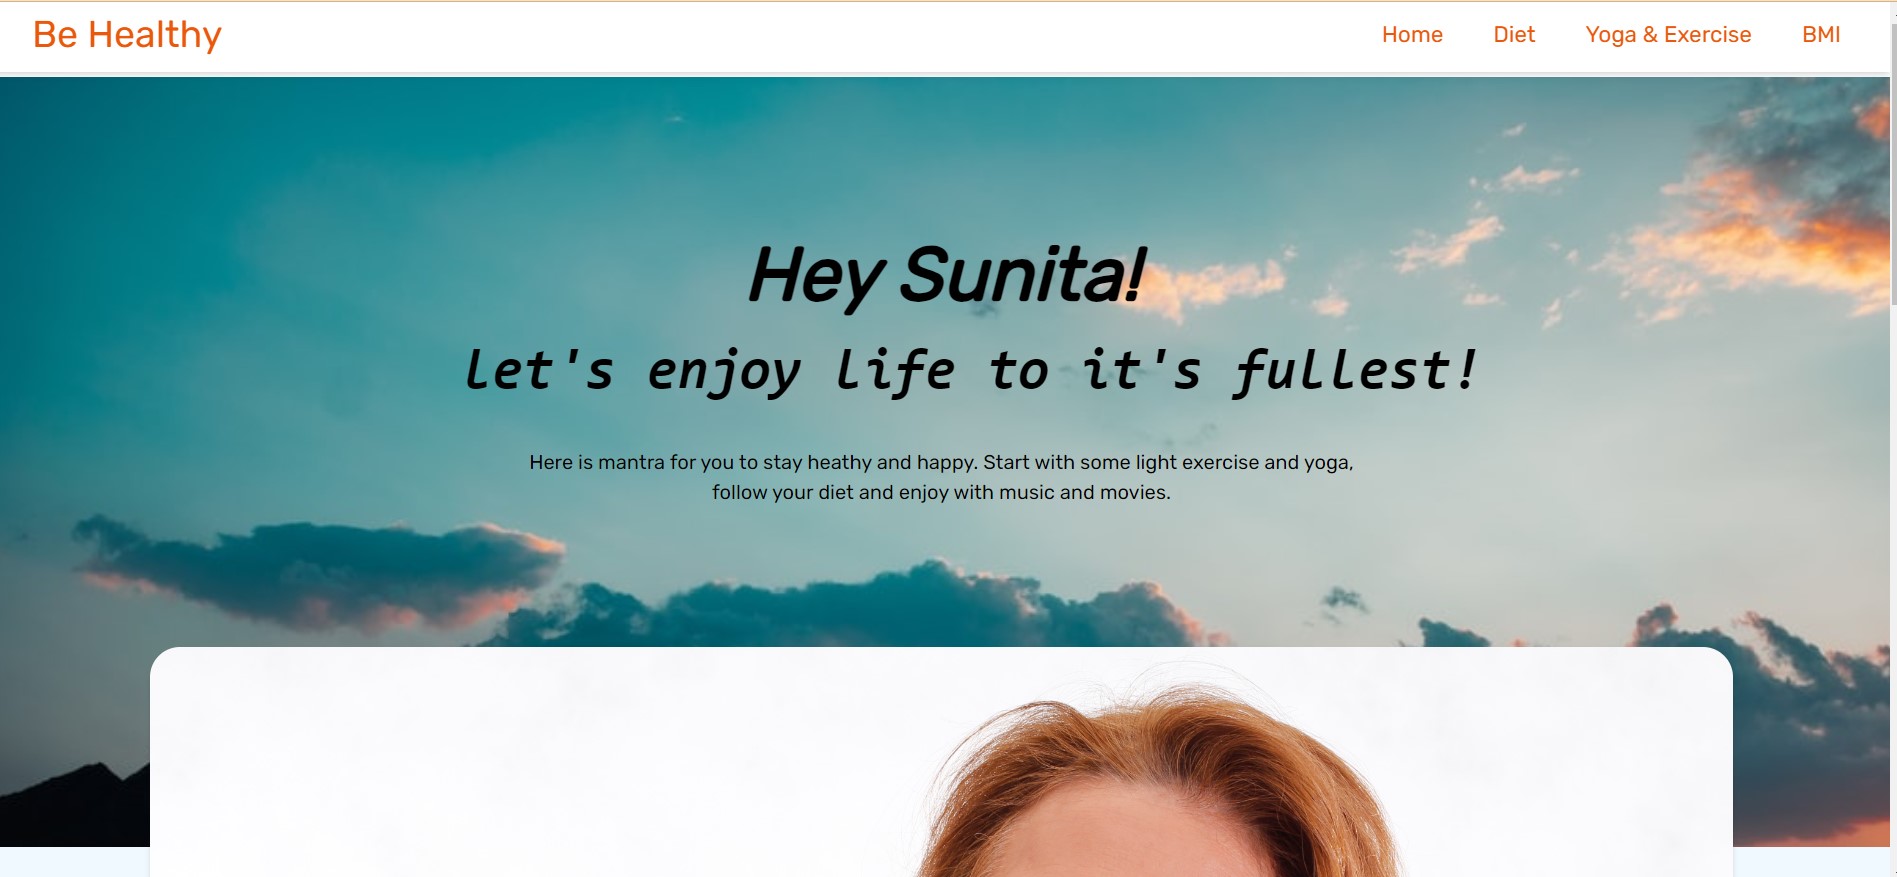 Be Healthy
Home Diet Yoga & Exercise BMI
Hey Sunita!
let's enjoy life to it's fullest!
Here is mantra for you to stay heathy and happy. Start with some light exercise and yoga,
follow your diet and enjoy with music and movies.